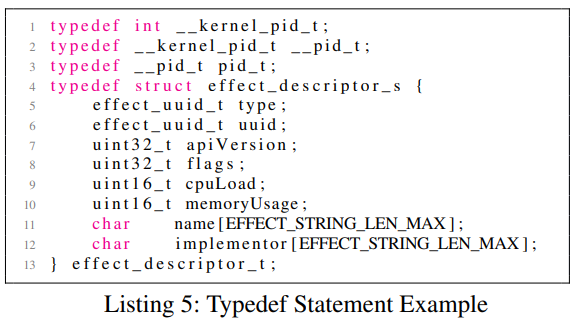 1 typedef int __kernel_pid_t;
2 typedef __kernel_pid_t __pid_t;
3 typedef __pid_t pid_t;
4 typedef struct effect_descriptor_s {
5 effect_uuid_t type;
6 effect_uuid_t uuid;
7 uint32_t apiVersion;
8 uint32_t flags;
9 uint16_t cpuLoad;
10 uint16_t memoryUsage;
11 char name[EFFECT_STRING_LEN_MAX];
12 char implementor[EFFECT_STRING_LEN_MAX];
13 } effect_descriptor_t;
Listing 5: Typedef Statement Example